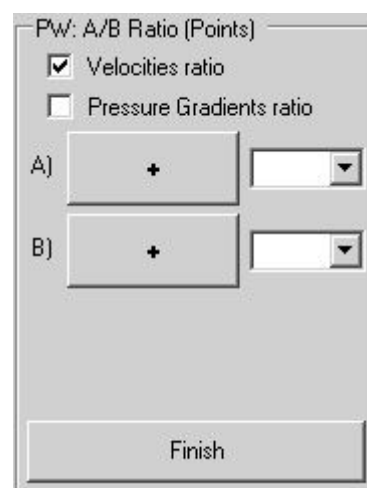 PW: A/B Ratio (Points)
Velocities ratio
Pressure Gradients ratio
A) +
B) +
Finish